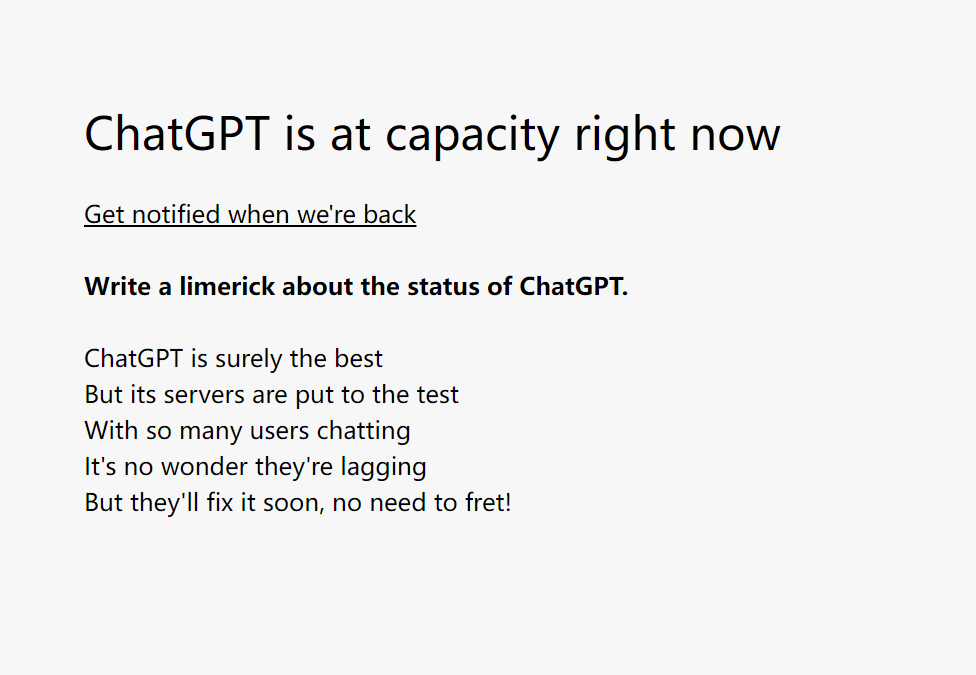 ChatGPT is at capacity right now
Get notified when we're back
Write a limerick about the status of ChatGPT.
ChatGPT is surely the best
But its servers are put to the test
With so many users chatting
It's no wonder they're lagging
But they'll fix it soon, no need to fret!